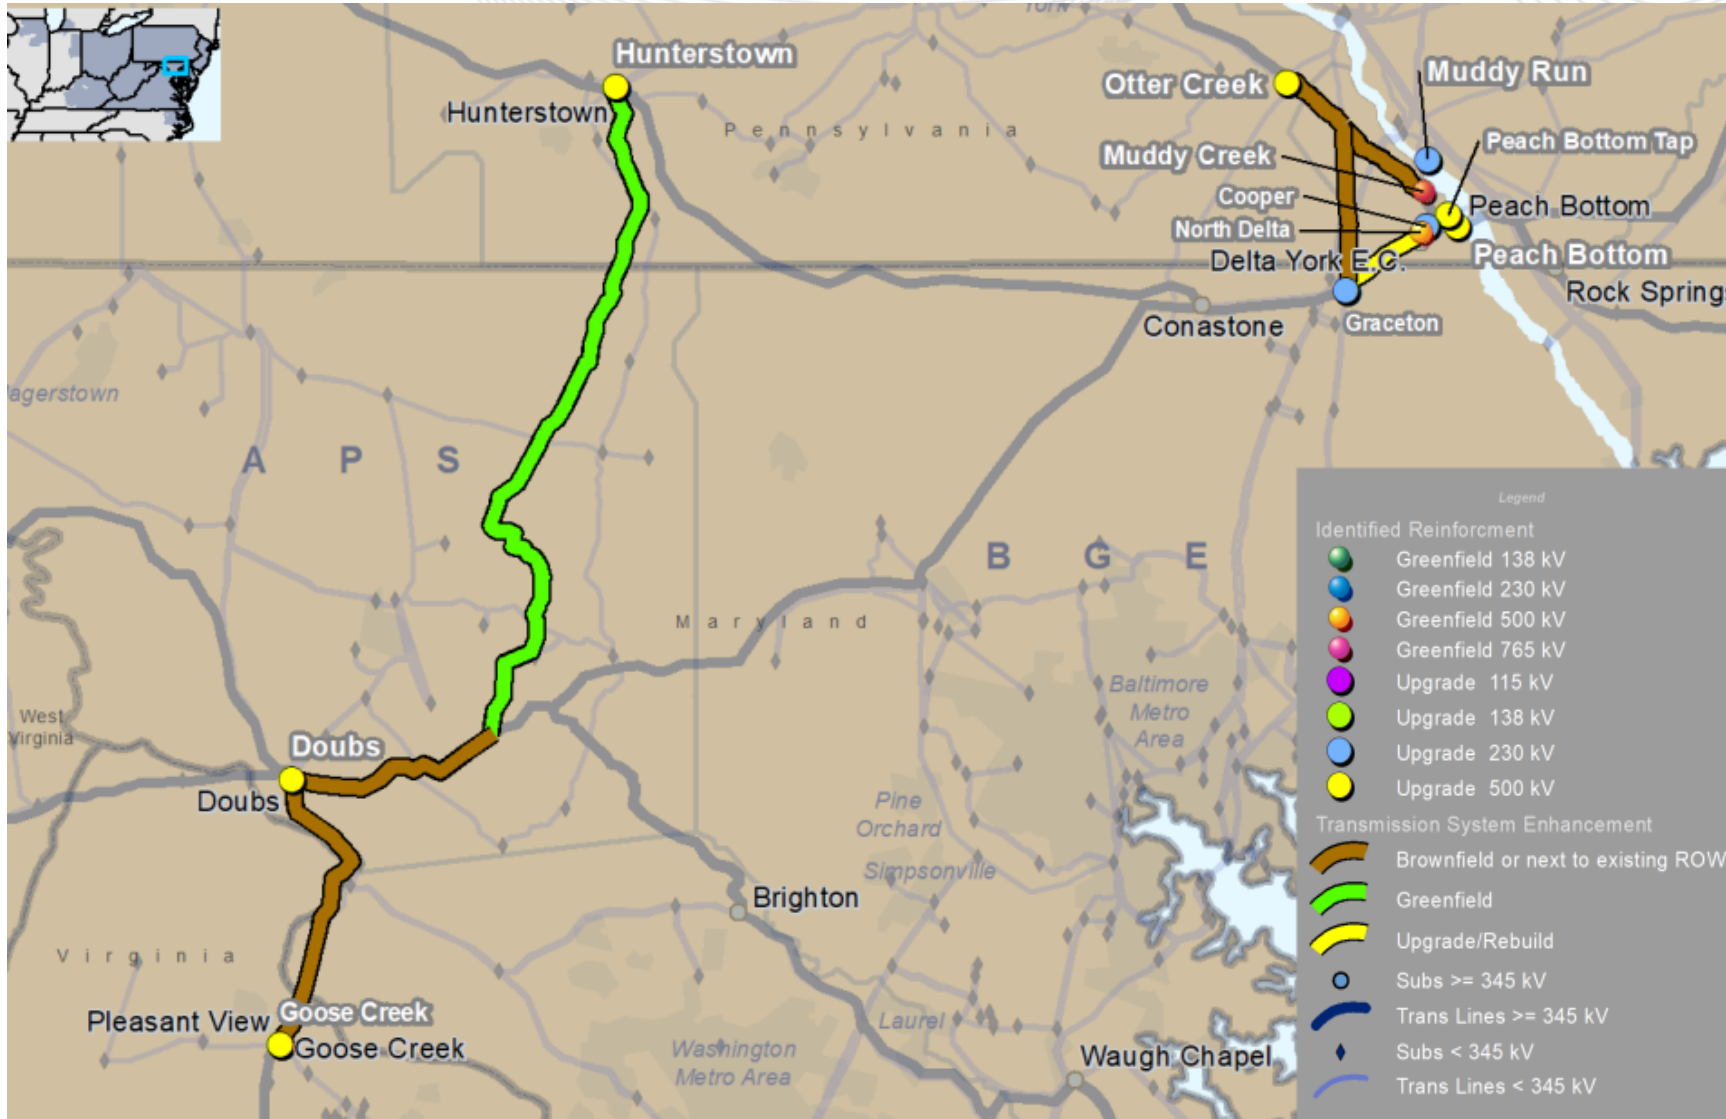 York
Hunterstown
Hunterstown
Pennsylvania
Otter Creek
Muddy Run
Muddy Creek
Peach Bottom Tap
Cooper
Peach Bottom
North Delta
Delta York E.C.
Peach Bottom
Rock Springs
Conastone
Graceton
agerstown
A P S
B G E
Maryland
West
Virginia
Baltimore
Metro
Area
Doubs
Doubs
Pine
Orchard
Simpsonville
Brighton
Virginia
Goose Creek
Pleasant View
Goose Creek
Laurel
Washington
Metro Area
Waugh Chapel
Legend
Identified Reinforcment
Greenfield 138 kV
Greenfield 230 kV
Greenfield 500 kV
Greenfield 765 kV
Upgrade 115 kV
Upgrade 138 kV
Upgrade 230 kV
Upgrade 500 kV
Transmission System Enhancement
Brownfield or next to existing ROW
Greenfield
Upgrade/Rebuild
Subs >= 345 kV
Trans Lines >= 345 kV
Subs < 345 kV
Trans Lines < 345 kV